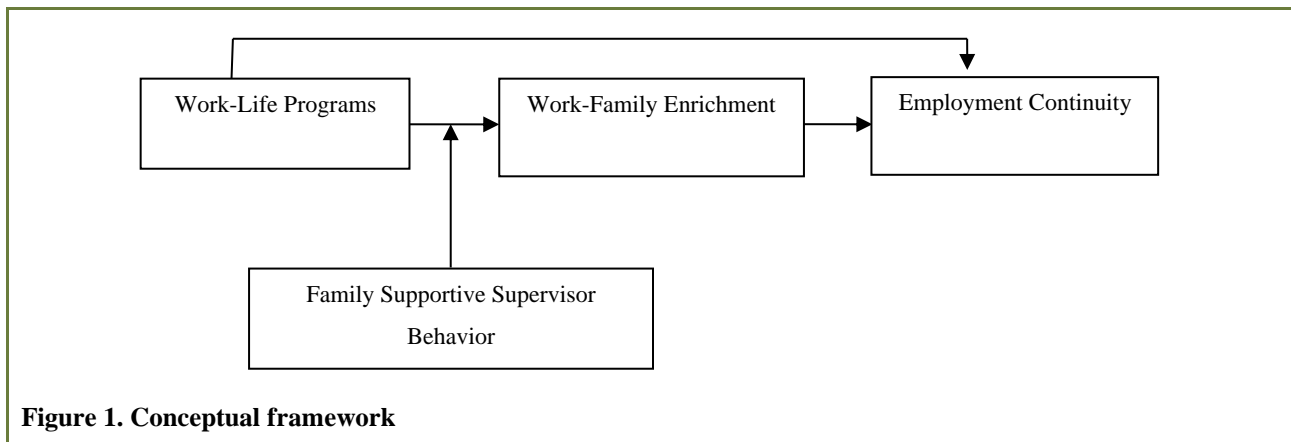 Work-Life Programs
Work-Family Enrichment
Employment Continuity
Family Supportive Supervisor
Behavior
Figure 1. Conceptual framework